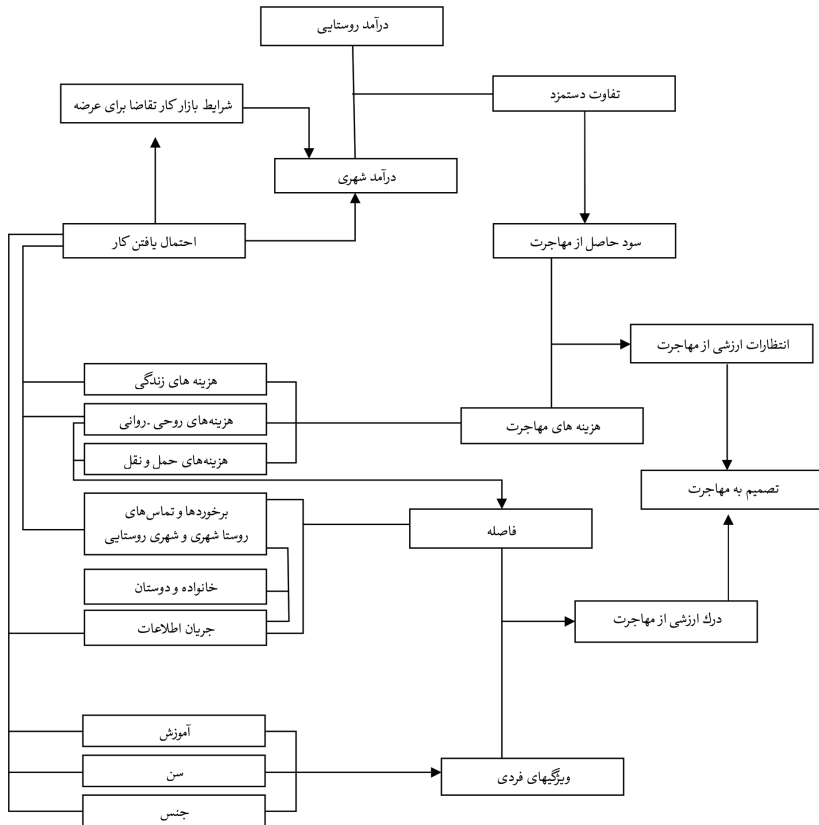 درآمد روستایی
تفاوت دستمزد
شرایط بازار کار تقاضا برای عرضه
درآمد شهری
احتمال یافتن کار
سود حاصل از مهاجرت
انتظارات ارزشی از مهاجرت
هزینه های زندگی
هزینه‌های روحی -روانی
هزینه های مهاجرت
هزینه‌های حمل و نقل
تصمیم به مهاجرت
برخوردها و تماس‌های
روستا شهری و شهری روستایی
فاصله
خانواده و دوستان
جریان اطلاعات
درك ارزشی از مهاجرت
آموزش
سن
ویژگیهای فردی
جنس